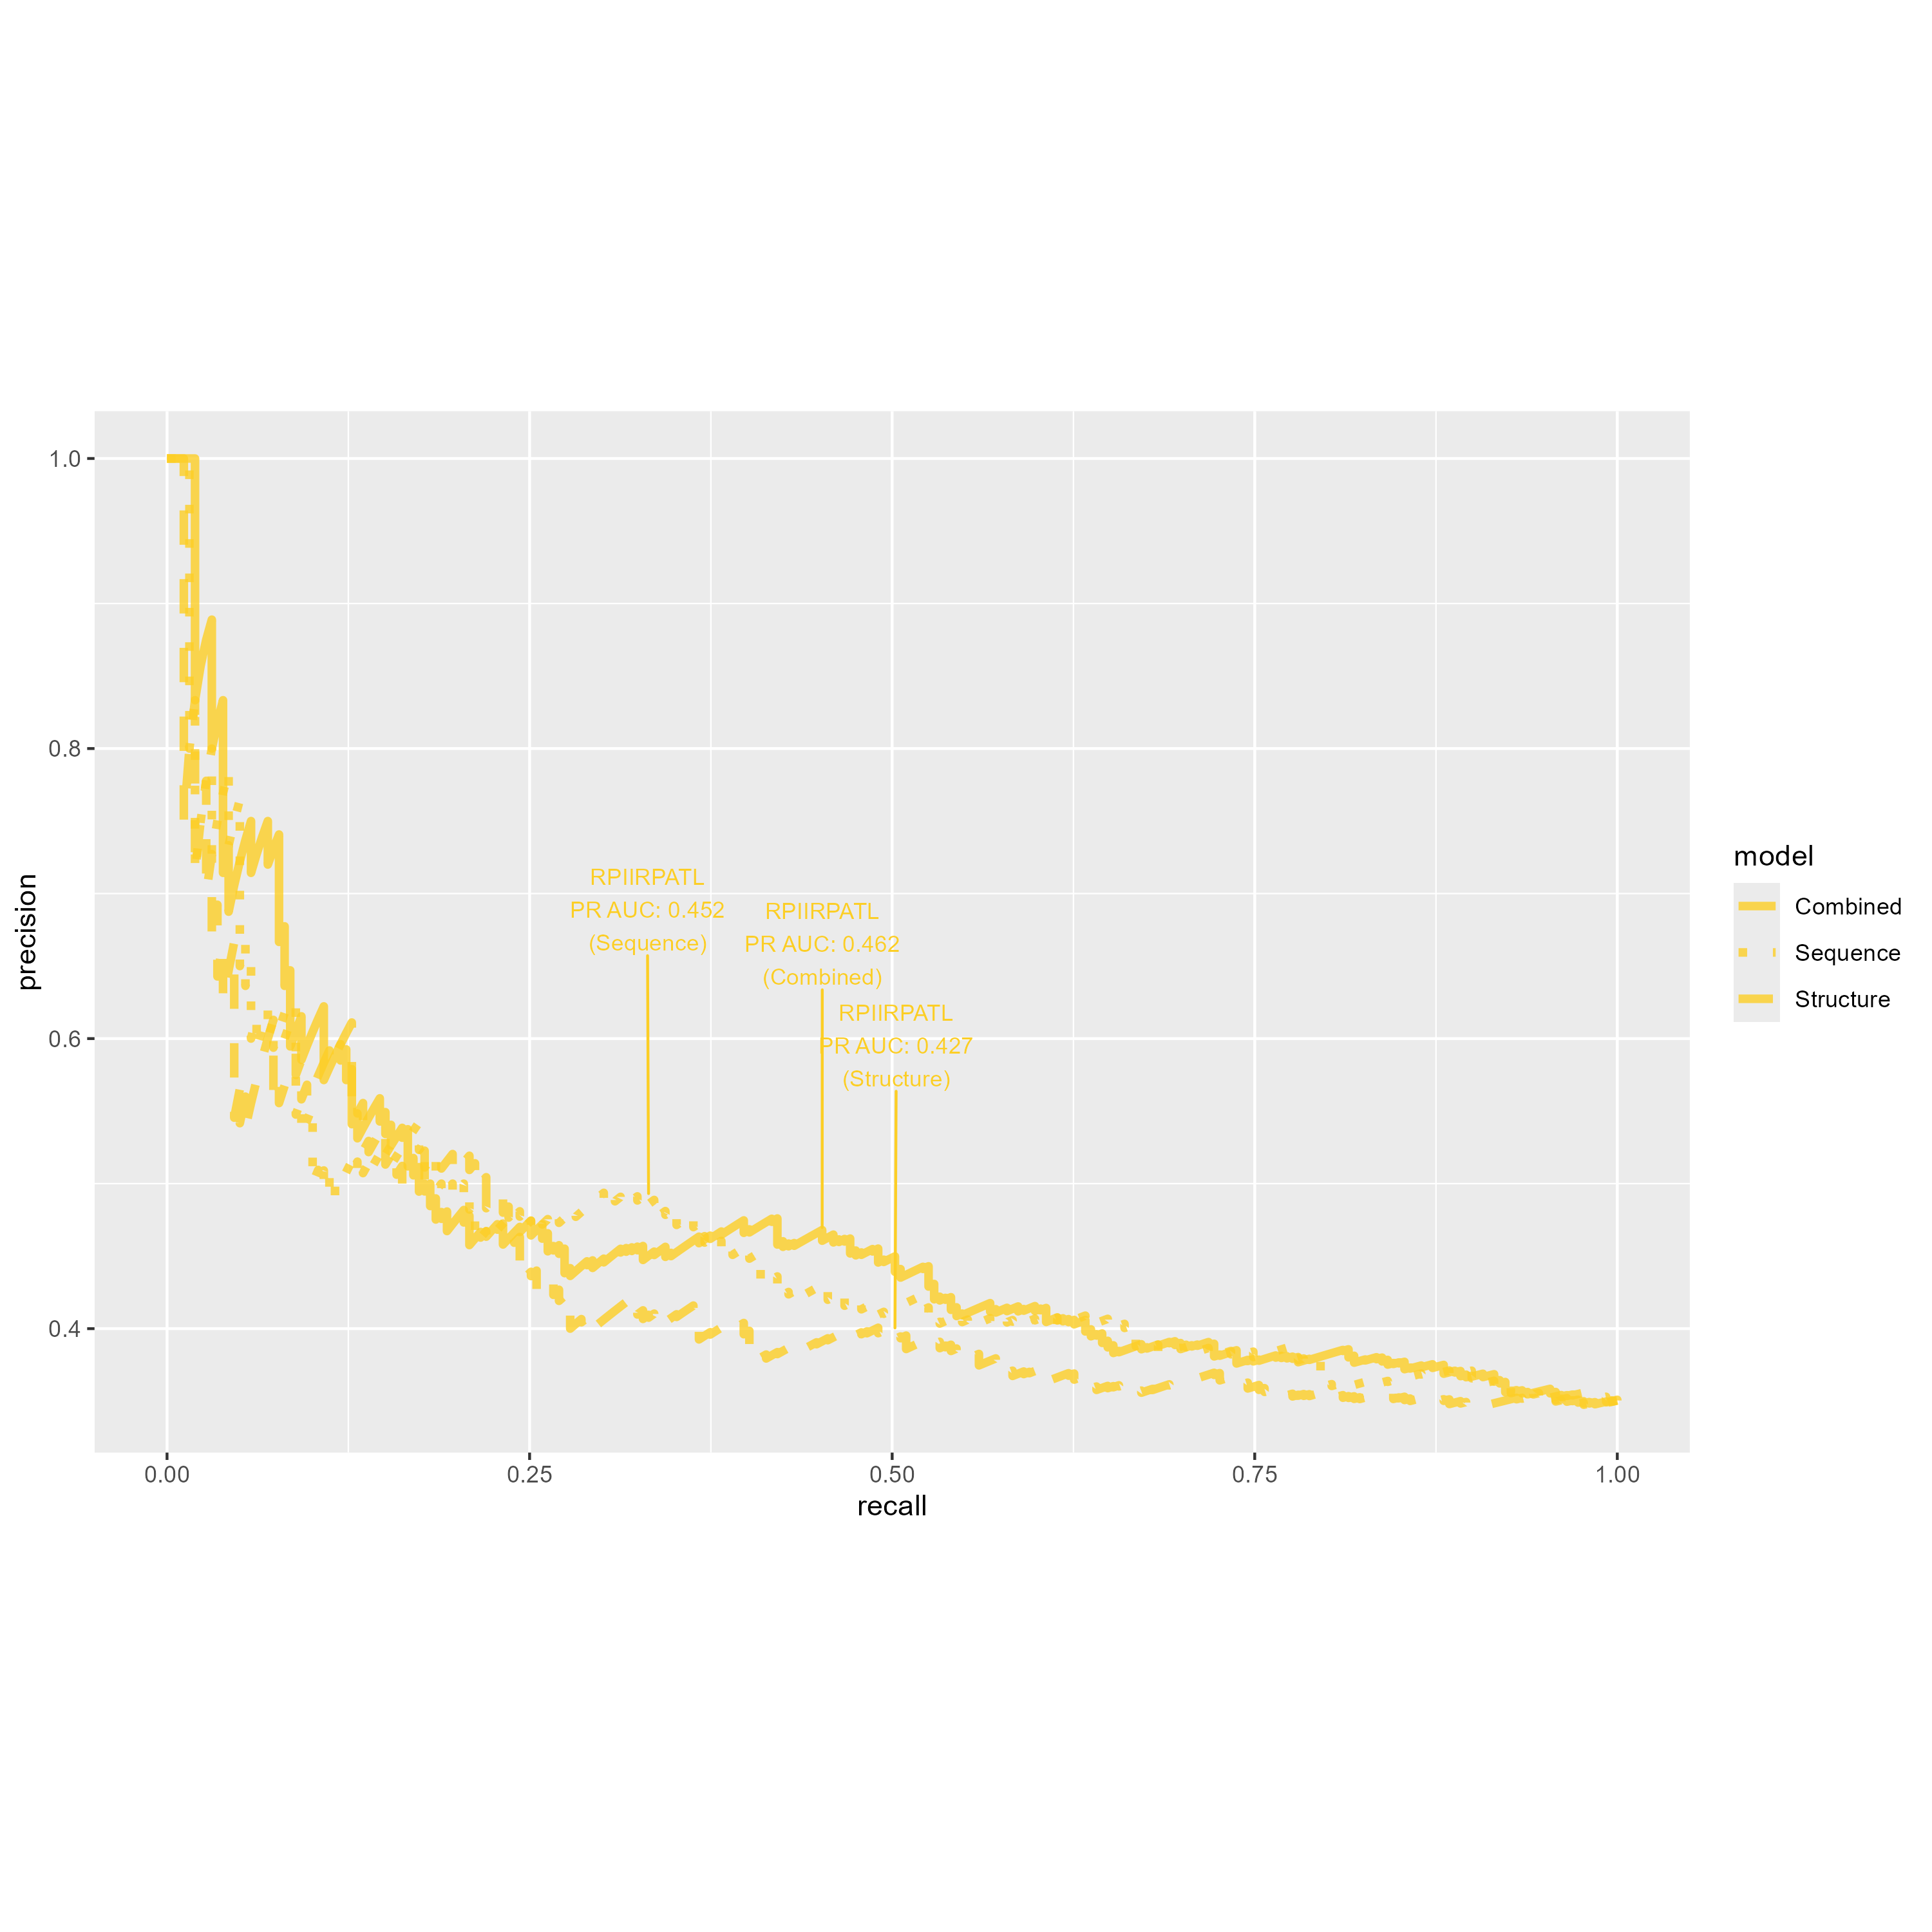 1.0
0.8
0.6
0.4
precision
RPIIRPATL
PR AUC: 0.452
(Sequence)
RPIIRPATL
PR AUC: 0.462
(Combined)
RPIIRPATL
PR AUC: 0.427
(Structure)
0.00
0.25
0.50
0.75
1.00
recall
model
Combined
Sequence
Structure